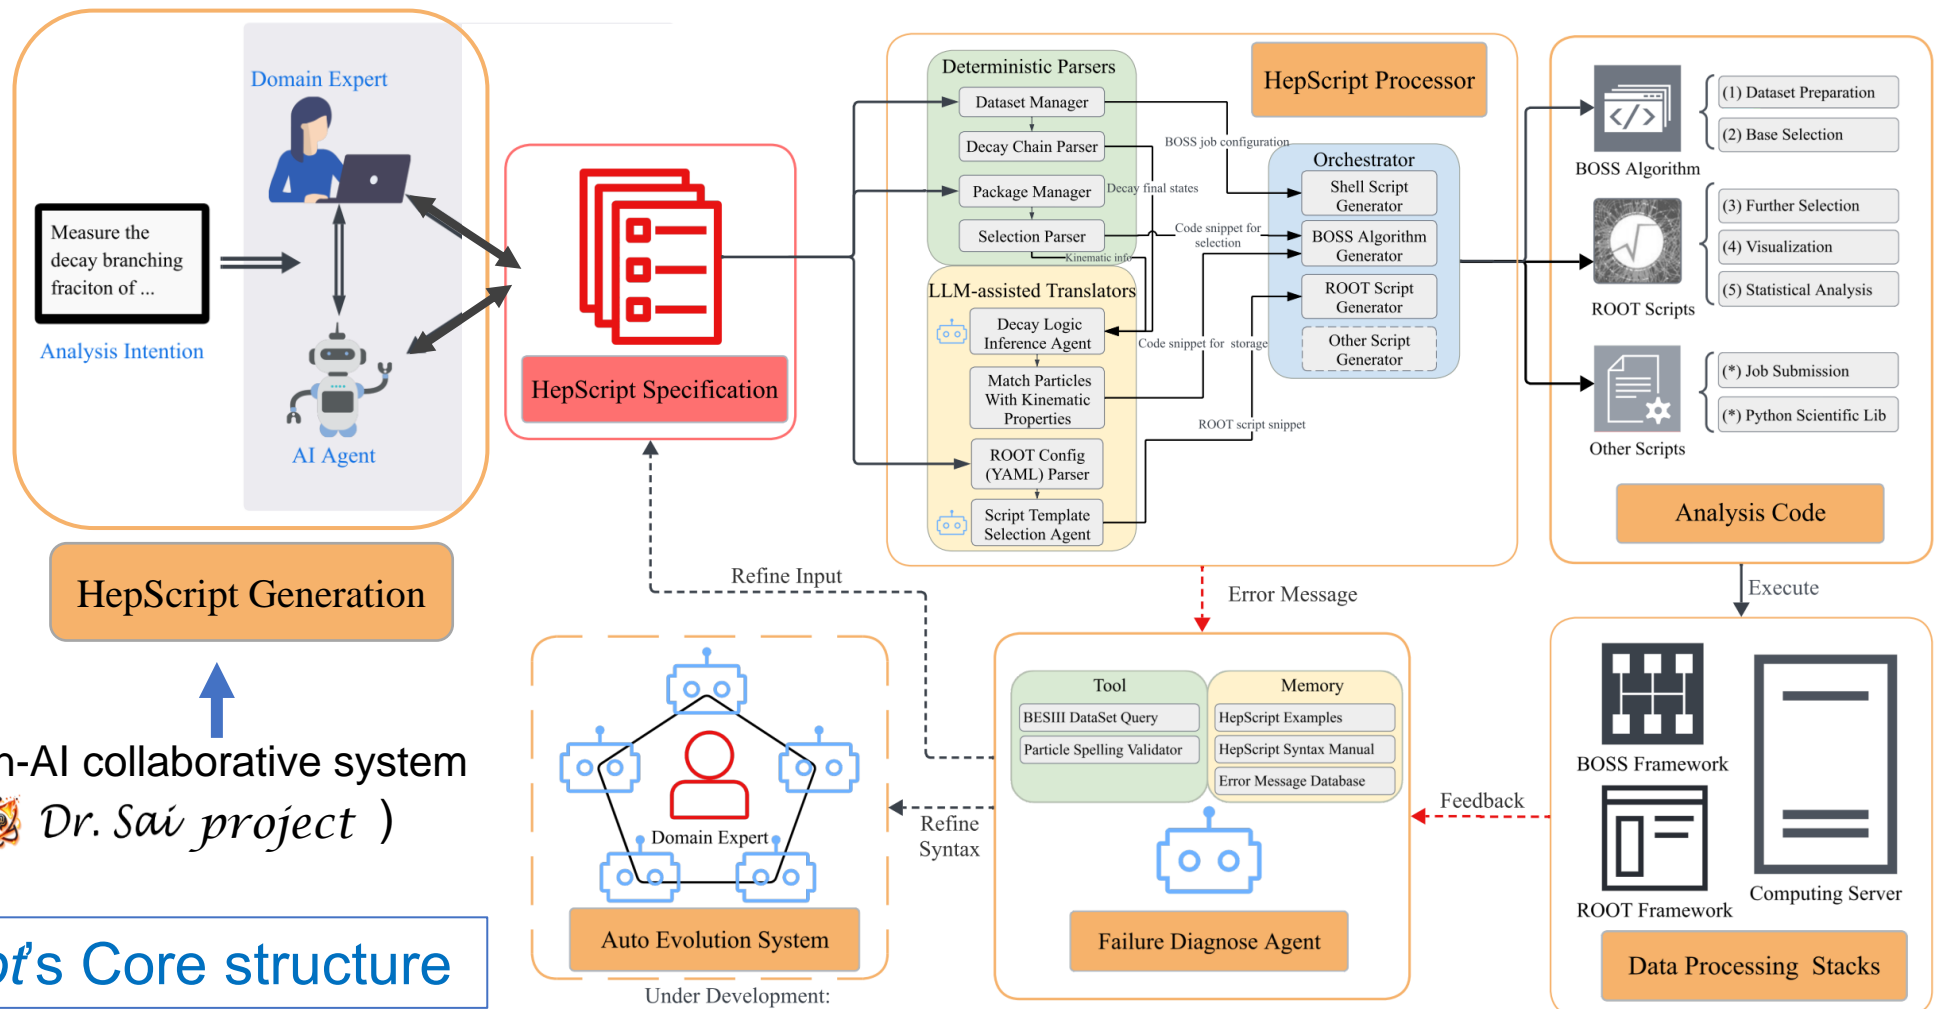 Domain Expert
Measure the
decay branching
fraciton of ...
Analysis Intention
AI Agent
HepScript Generation
n-AI collaborative system
Dr. Sai project )
t's Core structure
HepScript Specification
HepScript Processor
Deterministic Parsers
Dataset Manager
Decay Chain Parser
Package Manager
Selection Parser
LLM-assisted Translators
Decay Logic
Inference Agent
Match Particles
With Kinematic
Properties
ROOT Config
(YAML) Parser
Script Template
Selection Agent
BOSS job configuration
Decay final states
Code snippet for
selection
Kinematic info
Code snippet for storage
ROOT script snippet
Orchestrator
Shell Script
Generator
BOSS Algorithm
Generator
ROOT Script
Generator
Other Script
Generator
BOSS Algorithm
(1) Dataset Preparation
(2) Base Selection
ROOT Scripts
(3) Further Selection
(4) Visualization
(5) Statistical Analysis
Other Scripts
(*) Job Submission
(*) Python Scientific Lib
Analysis Code
Execute
Refine Input
Error Message
Domain Expert
Auto Evolution System
Under Development:
Refine
Syntax
Tool
BESIII DataSet Query
Particle Spelling Validator
Memory
HepScript Examples
HepScript Syntax Manual
Error Message Database
Failure Diagnose Agent
Feedback
BOSS Framework
ROOT Framework
Computing Server
Data Processing Stacks